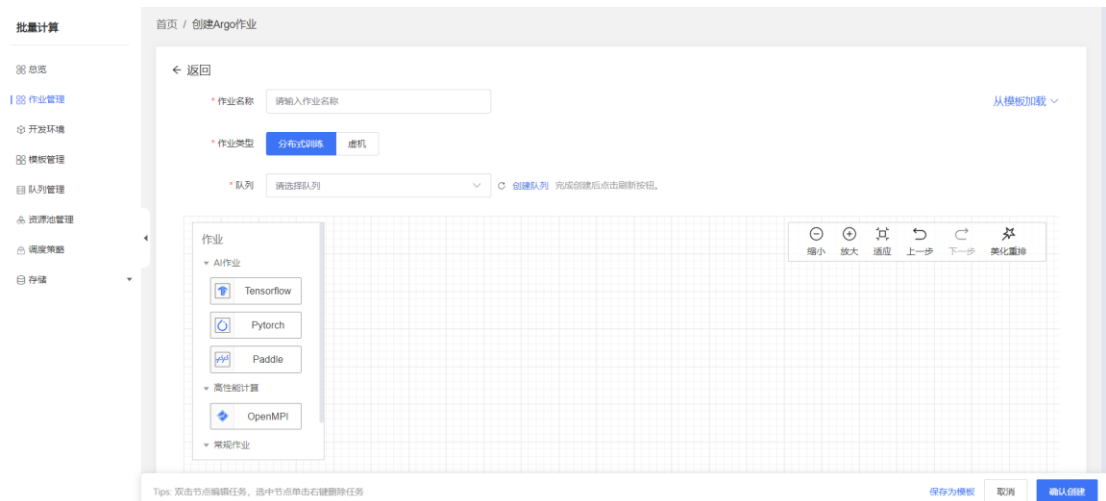 批量计算
首页 / 创建Argo作业
总览
作业管理
开发环境
模板管理
队列管理
资源池管理
调度策略
存储
← 返回
* 作业名称 请输入作业名称
从模板加载
* 作业类型 分布式训练 虚机
* 队列 请选择队列 创建队列 完成创建后点击刷新按钮。
作业
AI作业
Tensorflow
Pytorch
Paddle
高性能计算
OpenMPI
常规作业
缩小 放大 适应 上一步 下一步 美化重排
Tips: 双击节点编辑任务，选中节点单击右键删除任务
保存为模板 取消 确认创建